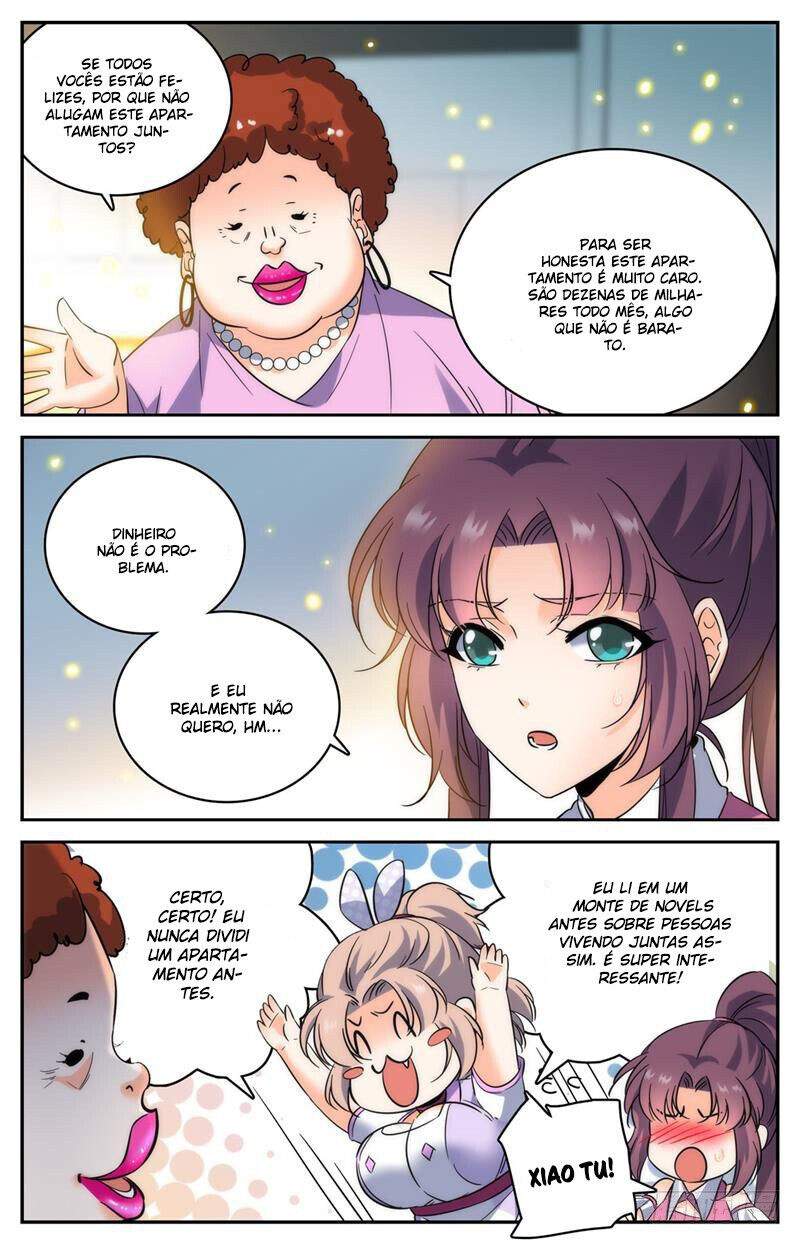 SE TODOS
VOCÊS ESTÃO FE-
LIZES, POR QUE NÃO
ALUGAM ESTE APAR-
TAMENTO JUN-
TOS?
PARA SER
HONESTA ESTE APAR-
TAMENTO É MUITO CARO.
SÃO DEZENAS DE MILHA-
RES TODO MÊS, ALGO
QUE NÃO É BARA-
TO.
DINHEIRO
NÃO É O PRO-
BLEMA.
E EU
REALMENTE NÃO
QUERO, HM...
CERTO,
CERTO! EU
NUNCA DIVIDI
UM APARTA-
MENTO AN-
TES.
EU LI EM UM
MONTE DE NOVELS
ANTES SOBRE PESSOAS
VIVENDO JUNTAS AS-
SIM. É SUPER INTE-
RESSANTE!
XIAO TU!